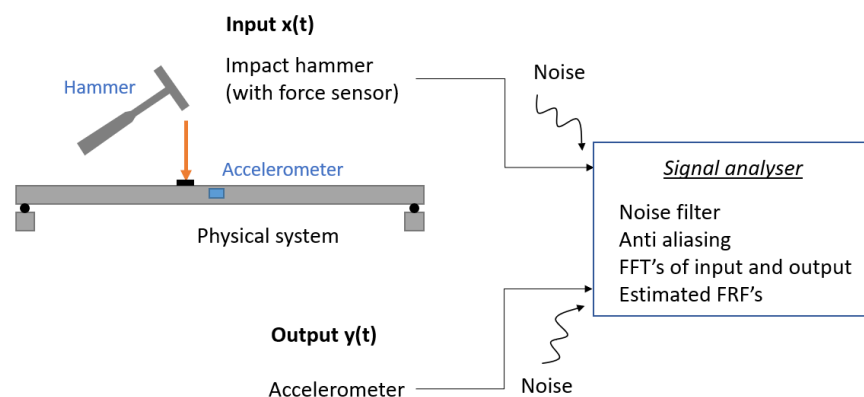 Input x(t)
Impact hammer
(with force sensor)
Hammer
Noise
Accelerometer
Signal analyser
Noise filter
Anti aliasing
FFT's of input and output
Estimated FRF's
Physical system
Output y(t)
Accelerometer
Noise